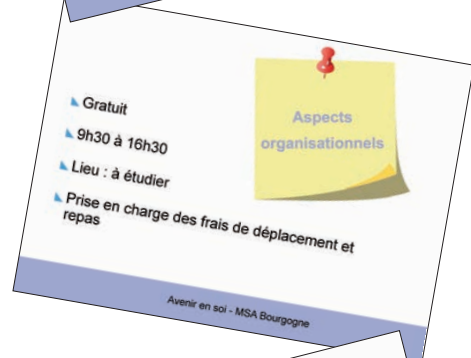 Aspects
organisationnels
Gratuit
9h30 à 16h30
Lieu : à étudier
Prise en charge des frais de déplacement et
repas
Avenir en soi - MSA Bourgogne